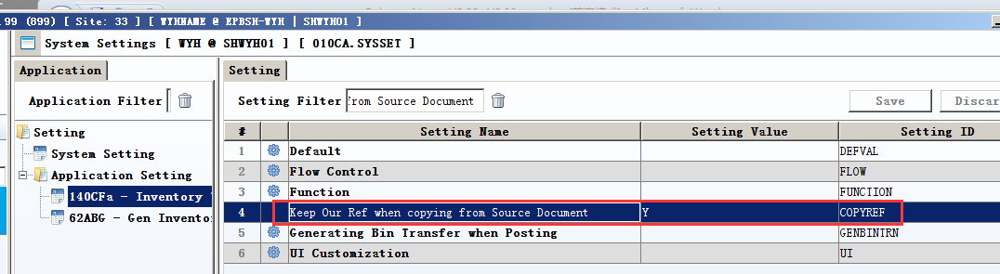 .99 (899) [ Site: 33 ] [ WYHNAME @ EPBSH-WYH | SHWYH01 ]
System Settings [ WYH @ SHWYH01 ] [ 010CA.SYSSET ]
Application
Setting
Application Filter
Setting Filter from Source Document
Save
Discar
Setting
System Setting
Application Setting
140CFa - Inventory
62ABG - Gen Invento
# Setting Name Setting Value Setting ID
1 Default DEFVAL
2 Flow Control FLOW
3 Function FUNCTION
4 Keep Our Ref when copying from Source Document Y COPYREF
5 Generating Bin Transfer when Posting GENBINTRN
6 UI Customization UI